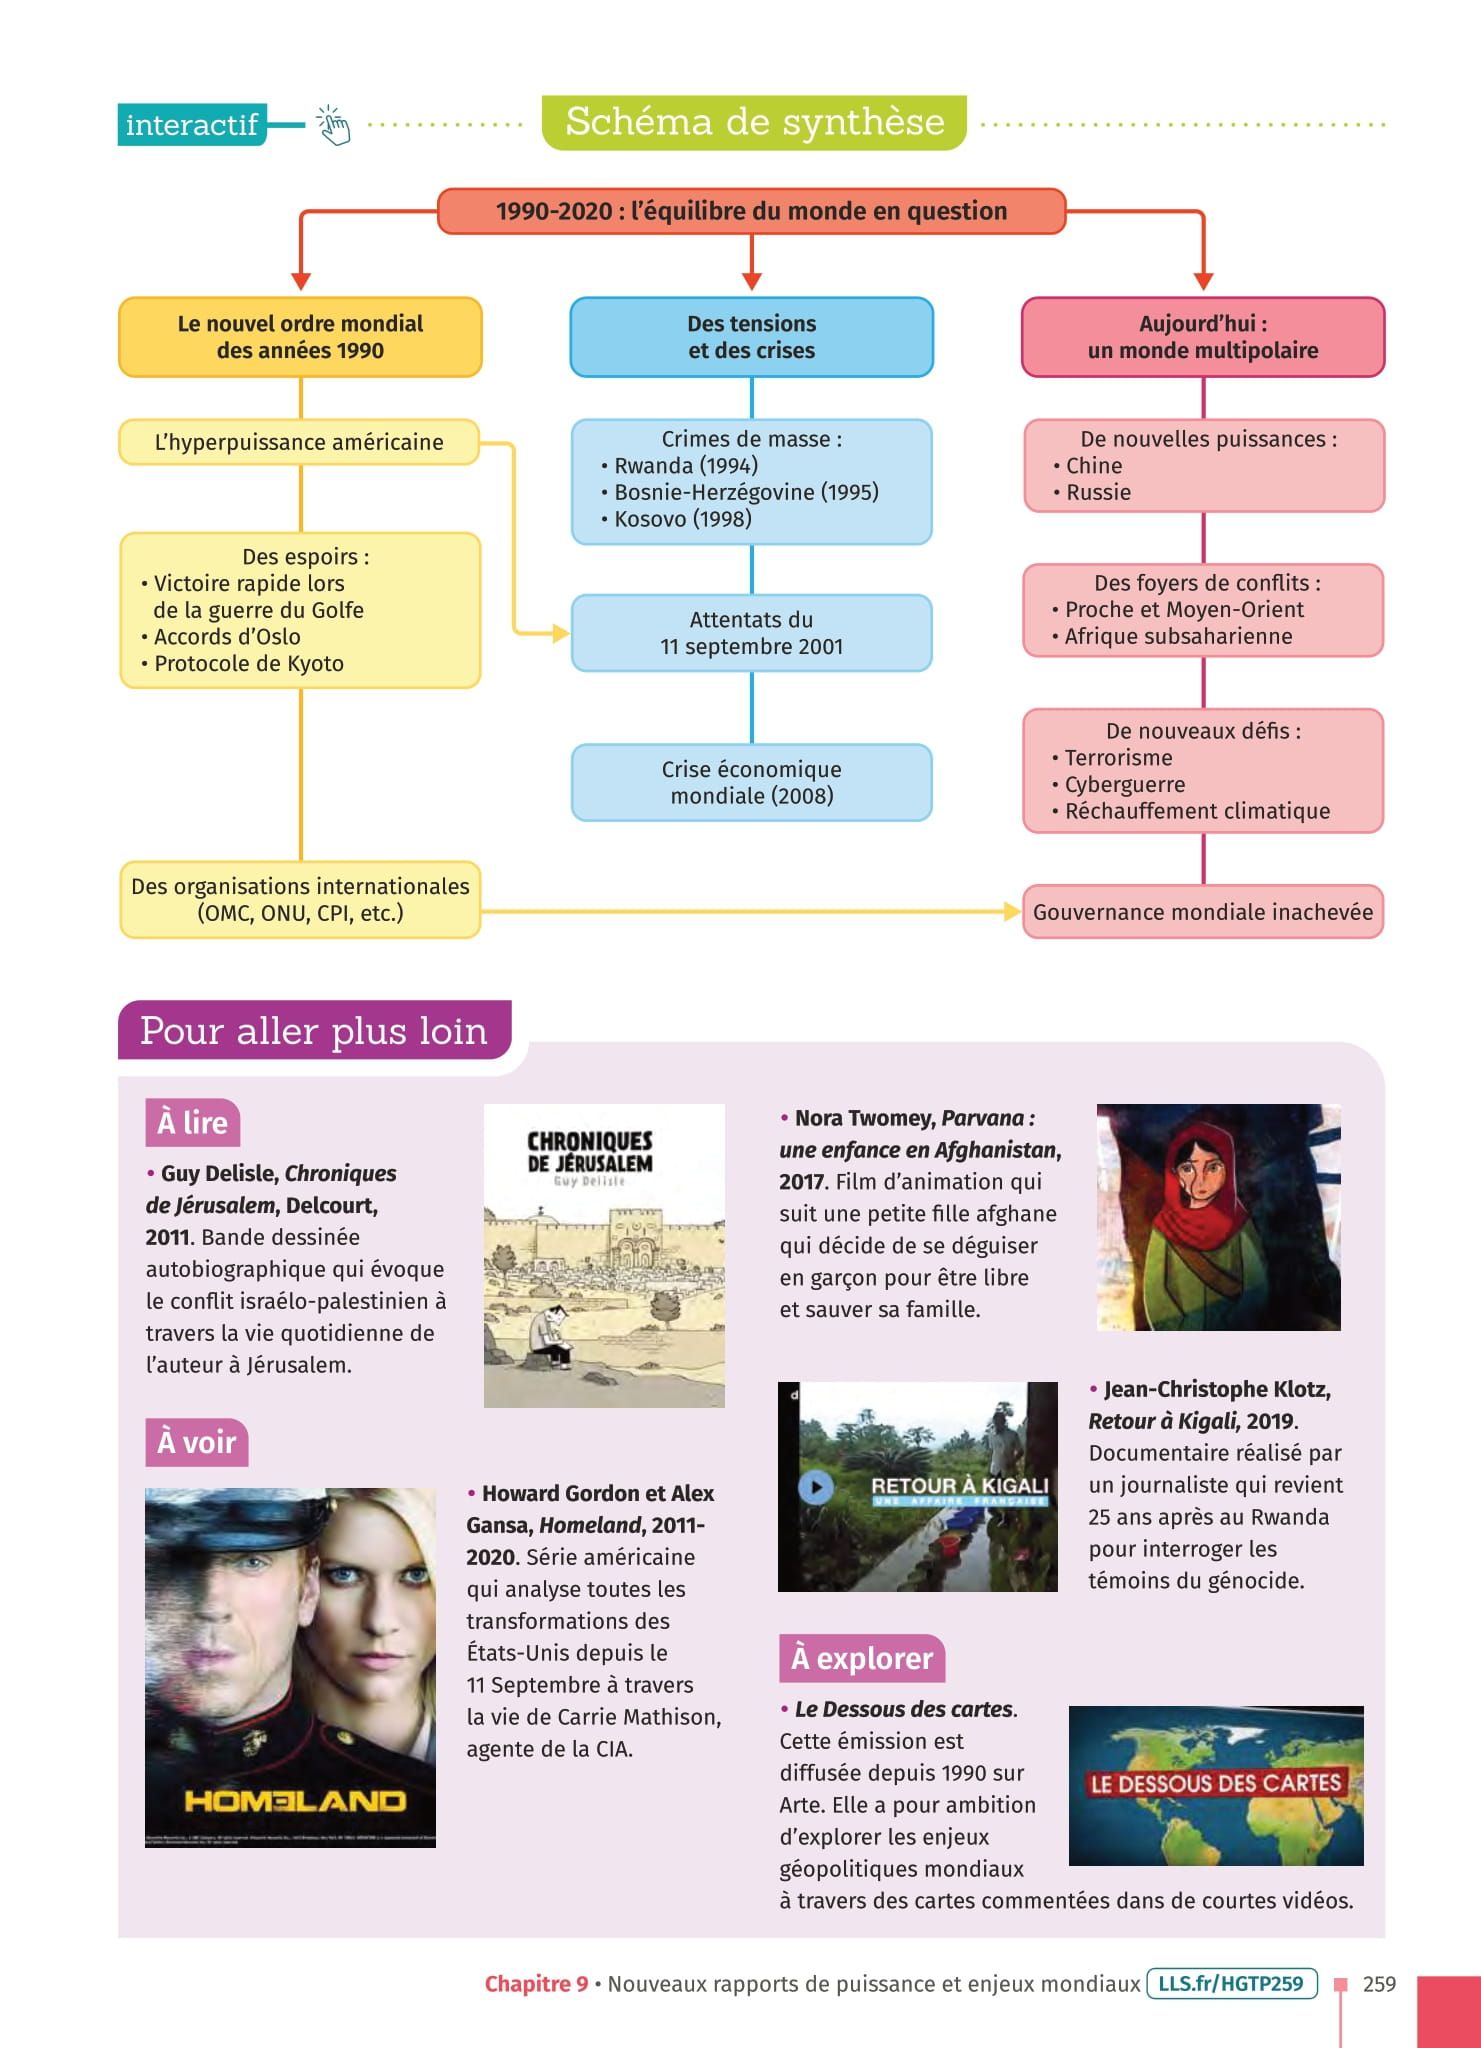 interactif
Schéma de synthèse
1990-2020 : l'équilibre du monde en question
Le nouvel ordre mondial
des années 1990
L'hyperpuissance américaine
Des espoirs :
• Victoire rapide lors
de la guerre du Golfe
• Accords d'Oslo
• Protocole de Kyoto
Des organisations internationales
(OMC, ONU, CPI, etc.)
Des tensions
et des crises
Crimes de masse :
• Rwanda (1994)
• Bosnie-Herzégovine (1995)
• Kosovo (1998)
Attentats du
11 septembre 2001
Crise économique
mondiale (2008)
Aujourd'hui :
un monde multipolaire
De nouvelles puissances :
• Chine
• Russie
Des foyers de conflits :
• Proche et Moyen-Orient
• Afrique subsaharienne
De nouveaux défis :
• Terrorisme
• Cyberguerre
• Réchauffement climatique
Gouvernance mondiale inachevée
Pour aller plus loin
À lire
• Guy Delisle, Chroniques
de Jérusalem, Delcourt,
2011. Bande dessinée
autobiographique qui évoque
le conflit israélo-palestinien à
travers la vie quotidienne de
l'auteur à Jérusalem.
CHRONIQUES
DE JÉRUSALEM
Guy Delisle
À voir
HOMELAND
• Howard Gordon et Alex
Gansa, Homeland, 2011-
2020. Série américaine
qui analyse toutes les
transformations des
États-Unis depuis le
11 Septembre à travers
la vie de Carrie Mathison,
agente de la CIA.
• Nora Twomey, Parvana :
une enfance en Afghanistan,
2017. Film d'animation qui
suit une petite fille afghane
qui décide de se déguiser
en garçon pour être libre
et sauver sa famille.
d
RETOUR À KIGALI
UNE AFFAIRE FRANÇAISE
• Jean-Christophe Klotz,
Retour à Kigali, 2019.
Documentaire réalisé par
un journaliste qui revient
25 ans après au Rwanda
pour interroger les
témoins du génocide.
À explorer
• Le Dessous des cartes.
Cette émission est
diffusée depuis 1990 sur
Arte. Elle a pour ambition
d'explorer les enjeux
géopolitiques mondiaux
à travers des cartes commentées dans de courtes vidéos.
LE DESSOUS DES CARTES
Chapitre 9 • Nouveaux rapports de puissance et enjeux mondiaux LLS.fr/HGTP259 259